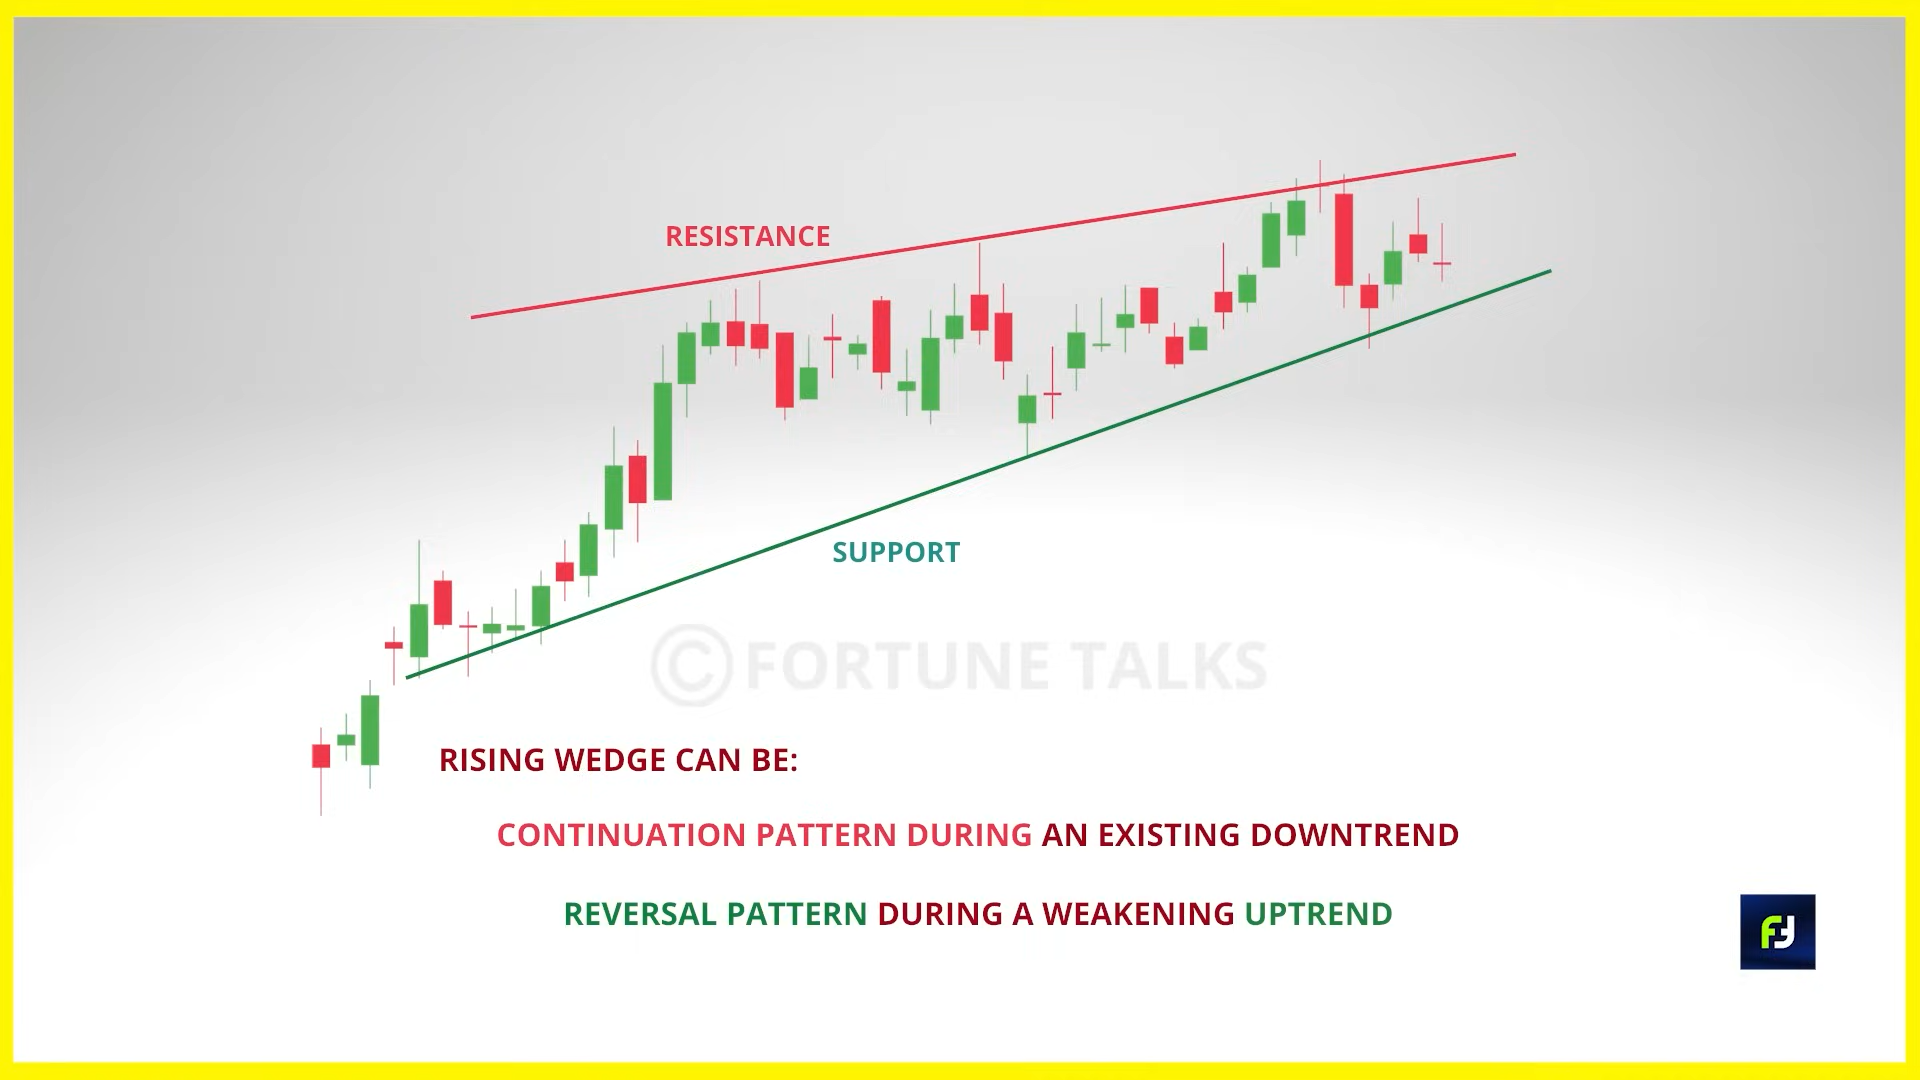 RESISTANCE
SUPPORT
© FORTUNE TALKS
RISING WEDGE CAN BE:
CONTINUATION PATTERN DURING AN EXISTING DOWNTREND
REVERSAL PATTERN DURING A WEAKENING UPTREND